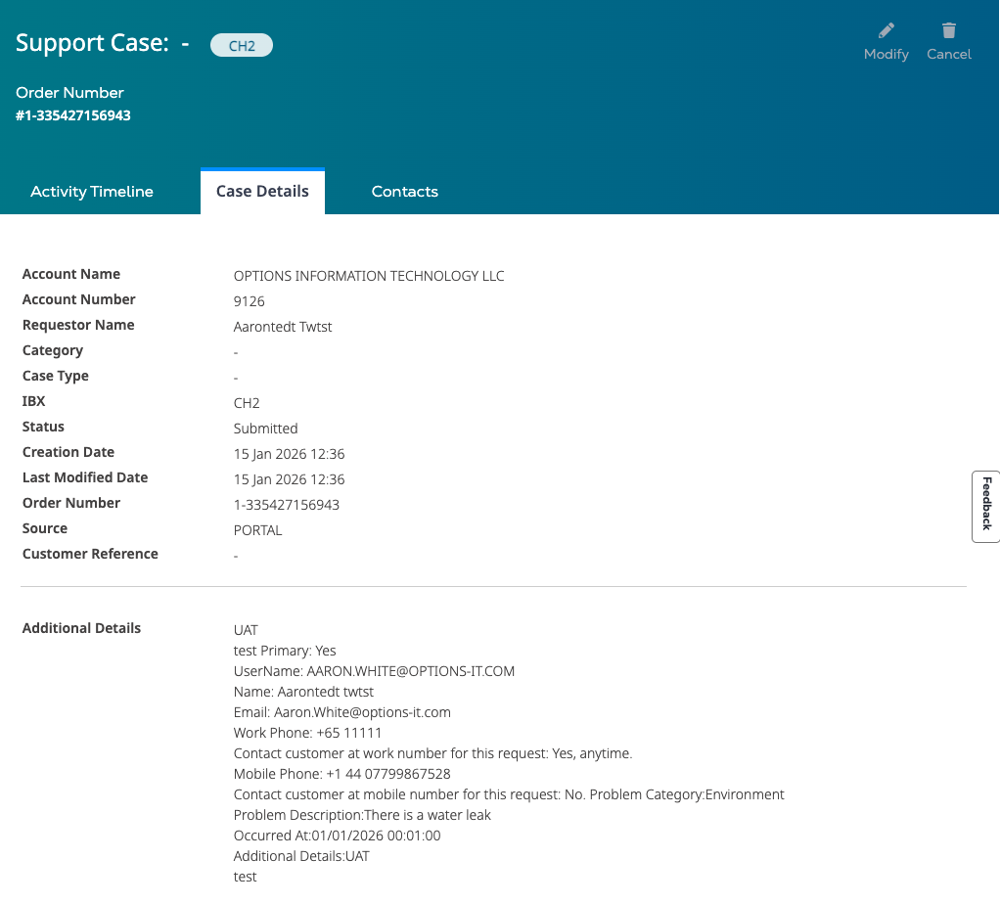 Support Case: -
CH2
Modify
Cancel
Order Number
#1-335427156943
Activity Timeline
Case Details
Contacts
Account Name
OPTIONS INFORMATION TECHNOLOGY LLC
Account Number
9126
Requestor Name
Aarontedt Twtst
Category
-
Case Type
-
IBX
CH2
Status
Submitted
Creation Date
15 Jan 2026 12:36
Last Modified Date
15 Jan 2026 12:36
Order Number
1-335427156943
Source
PORTAL
Customer Reference
-
Feedback
Additional Details
UAT
test Primary: Yes
UserName: AARON.WHITE@OPTIONS-IT.COM
Name: Aarontedt twtst
Email: Aaron.White@options-it.com
Work Phone: +65 11111
Contact customer at work number for this request: Yes, anytime.
Mobile Phone: +1 44 07799867528
Contact customer at mobile number for this request: No. Problem Category:Environment
Problem Description:There is a water leak
Occurred At:01/01/2026 00:01:00
Additional Details:UAT
test